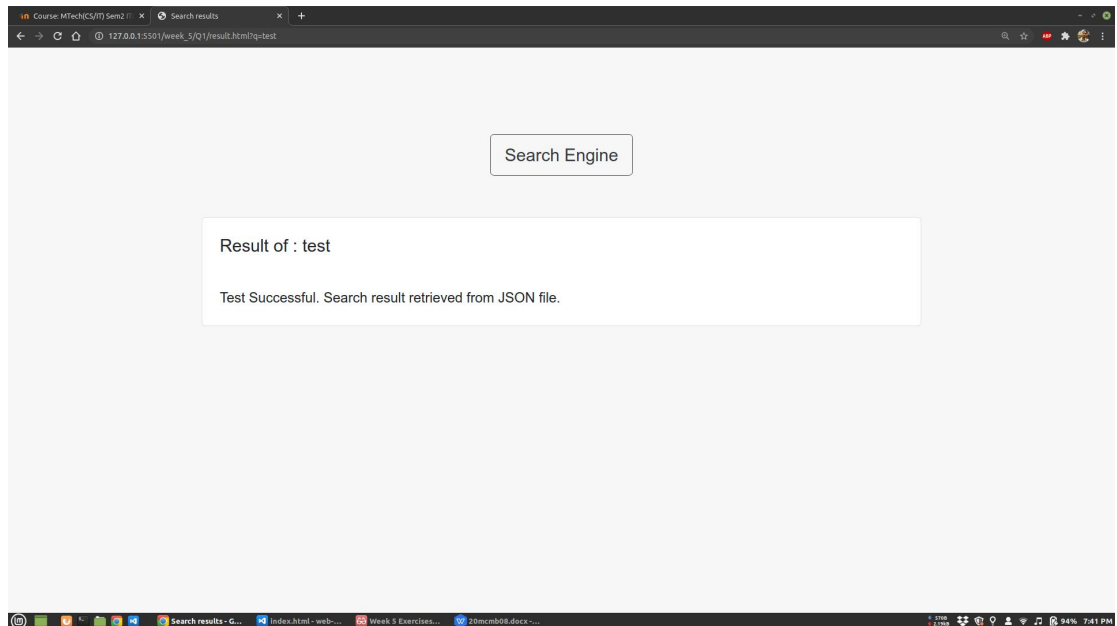 Course: MTech(CS/IT) Sem2 IT
Search results
127.0.0.1:5501/week_5/Q1/result.html?q=test
ABP
Search Engine
Result of : test
Test Successful. Search result retrieved from JSON file.
Search results - G...
index.html - web-...
Week 5 Exercises...
20mcmb08.docx -...
94%
7:41 PM